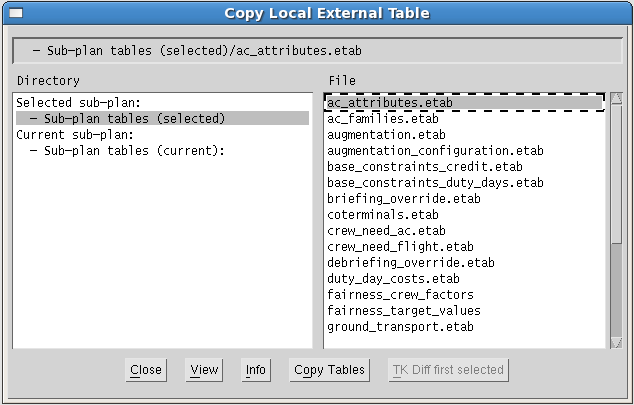 Copy Local External Table
– Sub-plan tables (selected)/ac_attributes.etab
Directory
File
Selected sub-plan:
– Sub-plan tables (selected)
Current sub-plan:
– Sub-plan tables (current):
ac_attributes.etab
ac_families.etab
augmentation.etab
augmentation_configuration.etab
base_constraints_credit.etab
base_constraints_duty_days.etab
briefing_override.etab
coterminals.etab
crew_need_ac.etab
crew_need_flight.etab
debriefing_override.etab
duty_day_costs.etab
fairness_crew_factors
fairness_target_values
ground_transport.etab
Close
View
Info
Copy Tables
TK Diff first selected